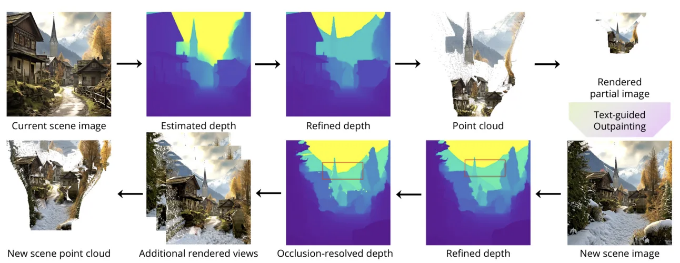 Current scene image
Estimated depth
Refined depth
Point cloud
Rendered
partial image
Text-guided
Outpainting
New scene point cloud
Additional rendered views
Occlusion-resolved depth
Refined depth
New scene image